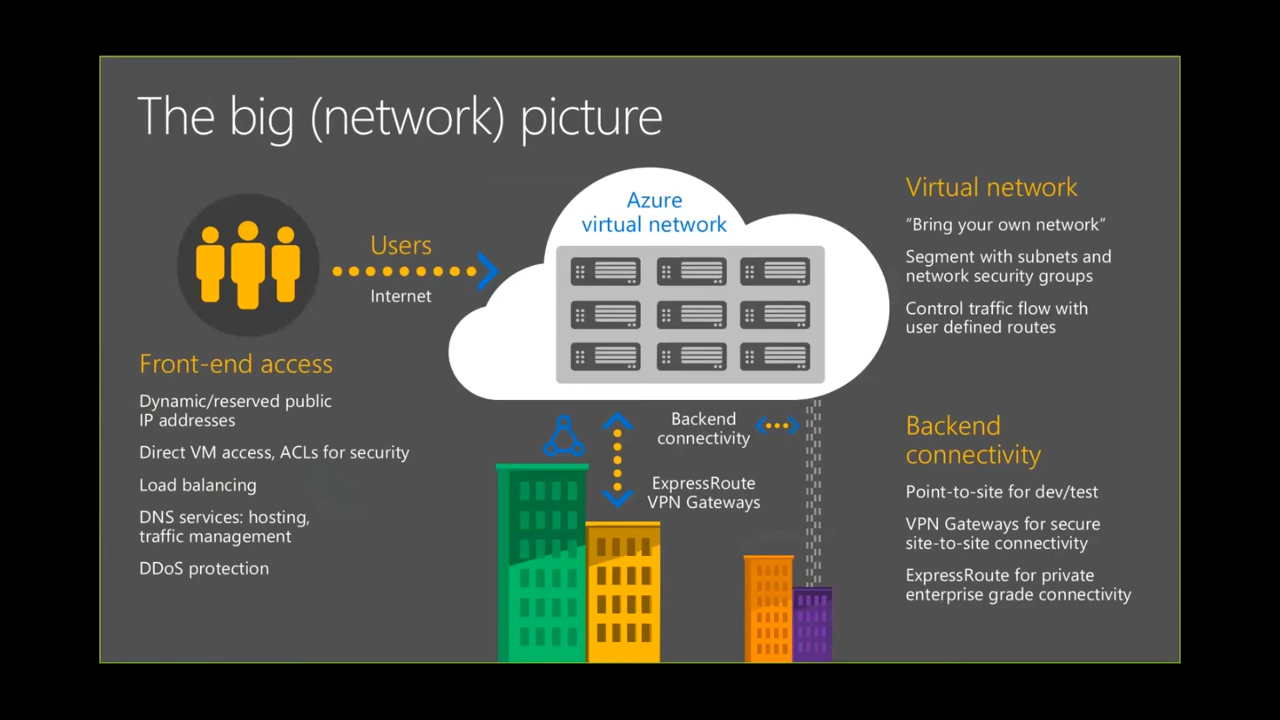 The big (network) picture
Users
Internet
Front-end access
Dynamic/reserved public
IP addresses
Direct VM access, ACLs for security
Load balancing
DNS services: hosting,
traffic management
DDoS protection
Azure
virtual network
Backend
connectivity
ExpressRoute
VPN Gateways
Virtual network
“Bring your own network”
Segment with subnets and
network security groups
Control traffic flow with
user defined routes
Backend
connectivity
Point-to-site for dev/test
VPN Gateways for secure
site-to-site connectivity
ExpressRoute for private
enterprise grade connectivity